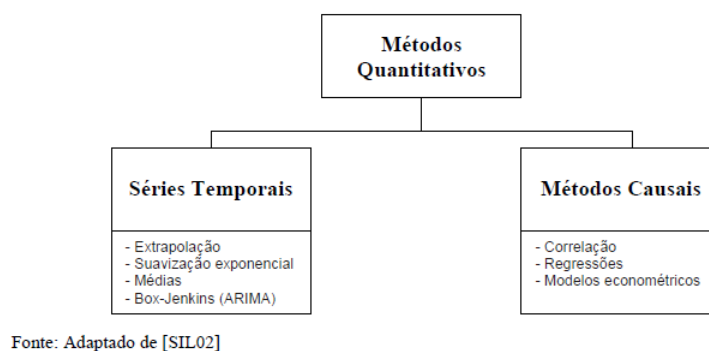 Métodos
Quantitativos
Séries Temporais
- Extrapolação
- Suavização exponencial
- Médias
- Box-Jenkins (ARIMA)
Métodos Causais
- Correlação
- Regressões
- Modelos econométricos
Fonte: Adaptado de [SIL02]